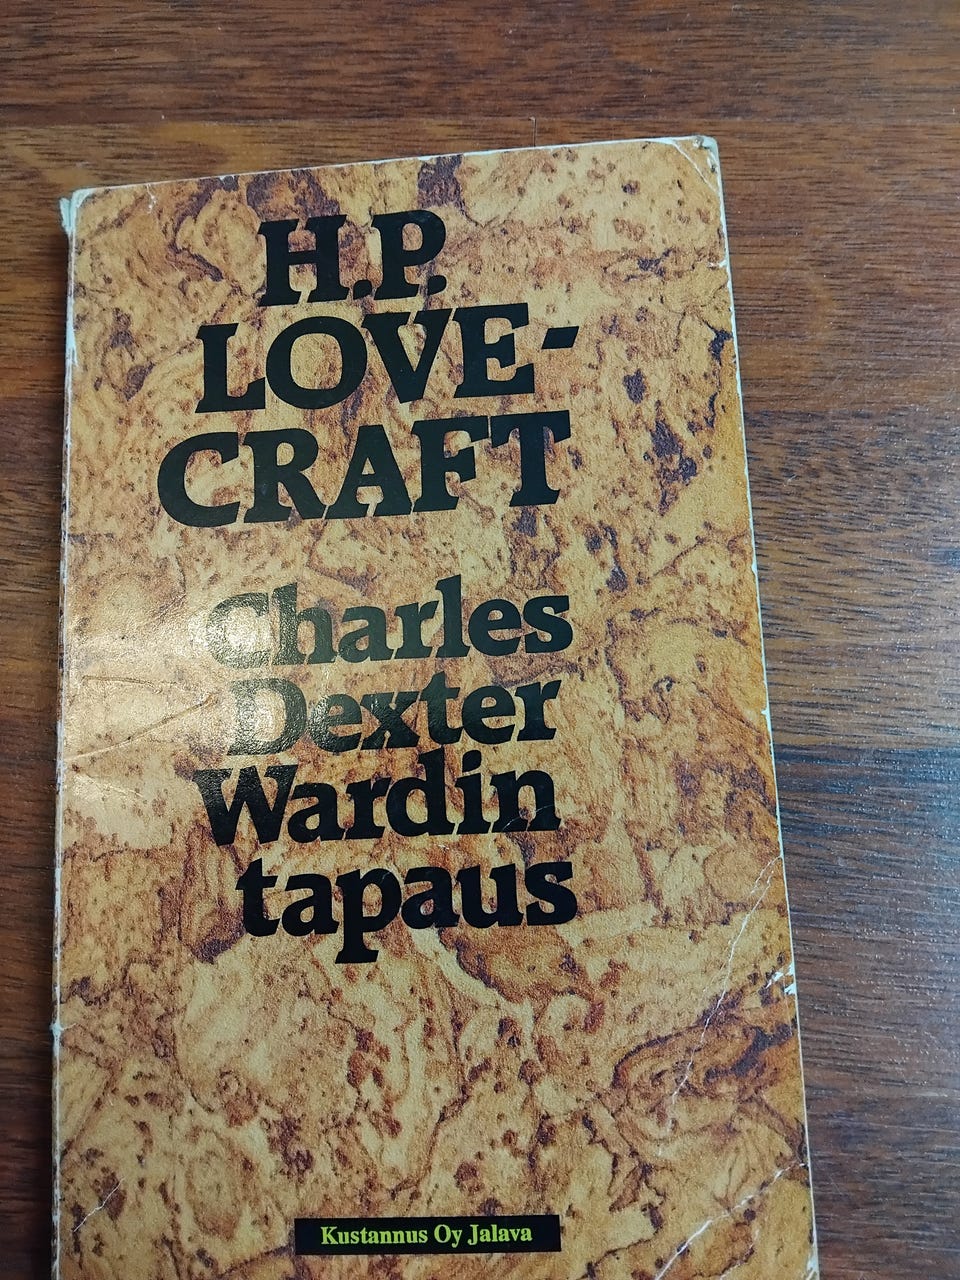 H.P.
LOVE-
CRAFT
Charles
Dexter
Wardin
tapaus
Kustannus Oy Jalava